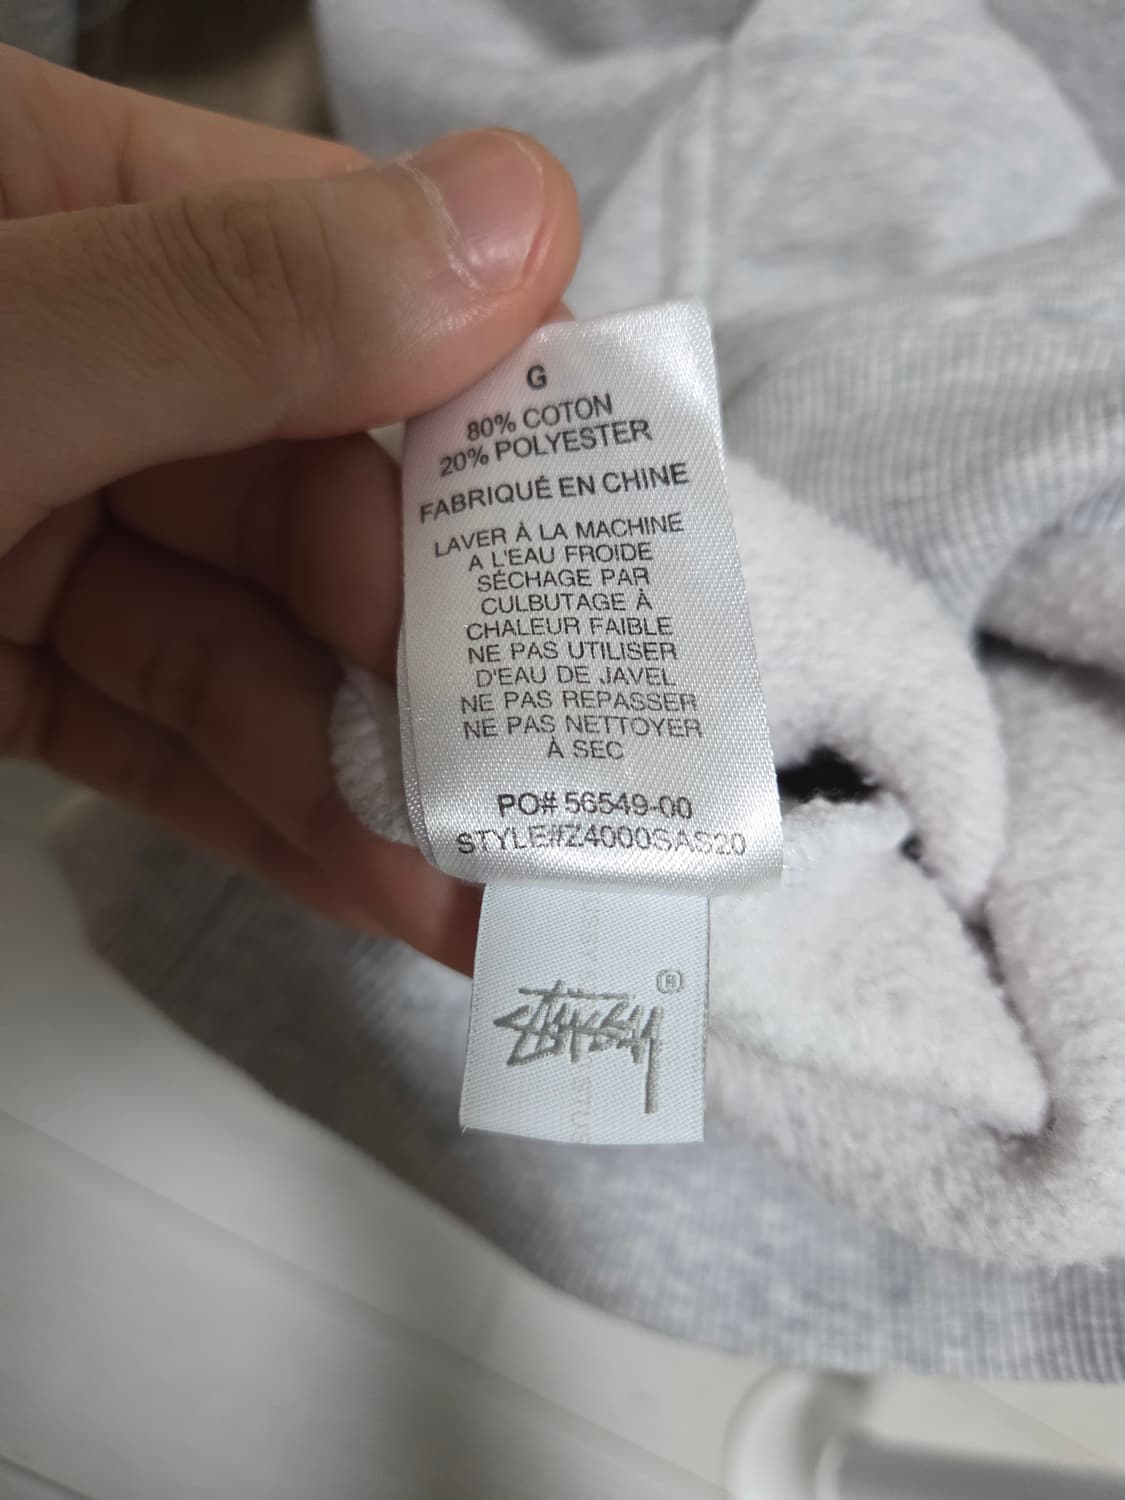 G
80% COTON
20% POLYESTER
FABRIQUÉ EN CHINE
LAVER À LA MACHINE
A L'EAU FROIDE
SÉCHAGE PAR
CULBUTAGE À
CHALEUR FAIBLE
NE PAS UTILISER
D'EAU DE JAVEL
NE PAS REPASSER
NE PAS NETTOYER
À SEC
PO# 56549-00
STYLE#Z4000SAS20
Stüssy ®